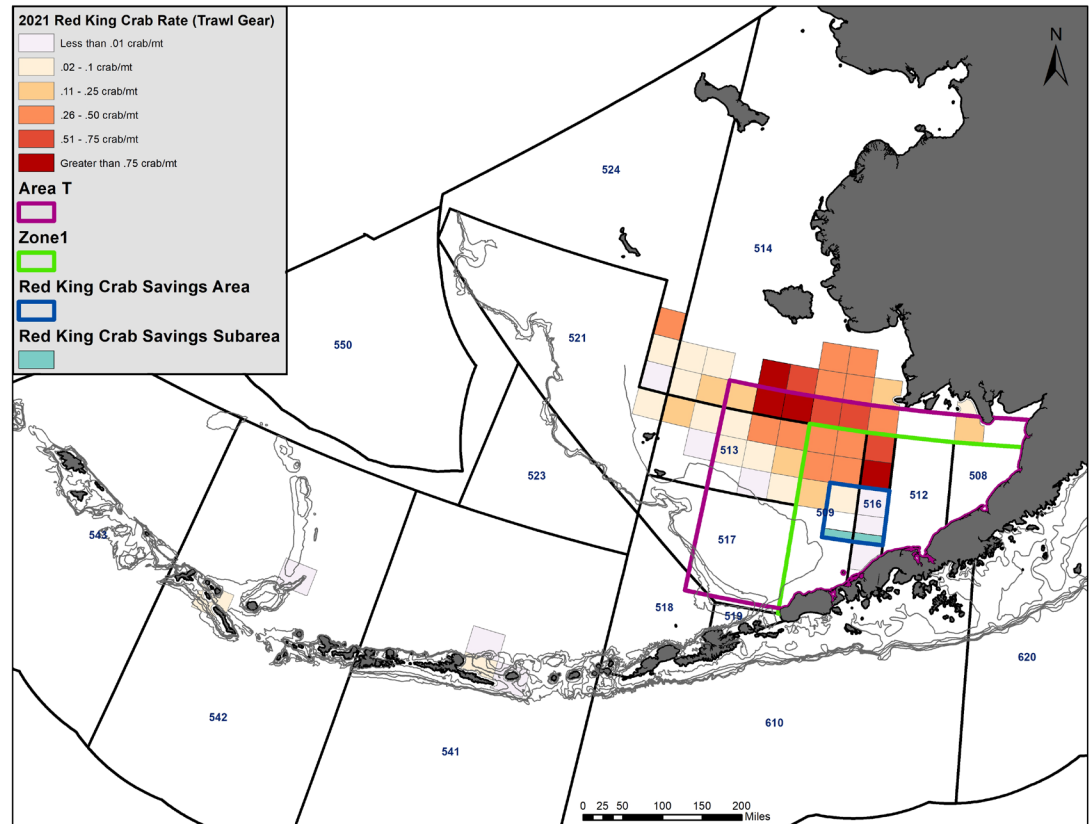 2021 Red King Crab Rate (Trawl Gear)
Less than .01 crab/mt
.02 - .1 crab/mt
.11 - .25 crab/mt
.26 - .50 crab/mt
.51 - .75 crab/mt
Greater than .75 crab/mt
Area T
Zone1
Red King Crab Savings Area
Red King Crab Savings Subarea
N
524
514
521
550
513
523
516
512
508
509
517
543
518
519
620
542
541
610
0 25 50 100 150 200
Miles